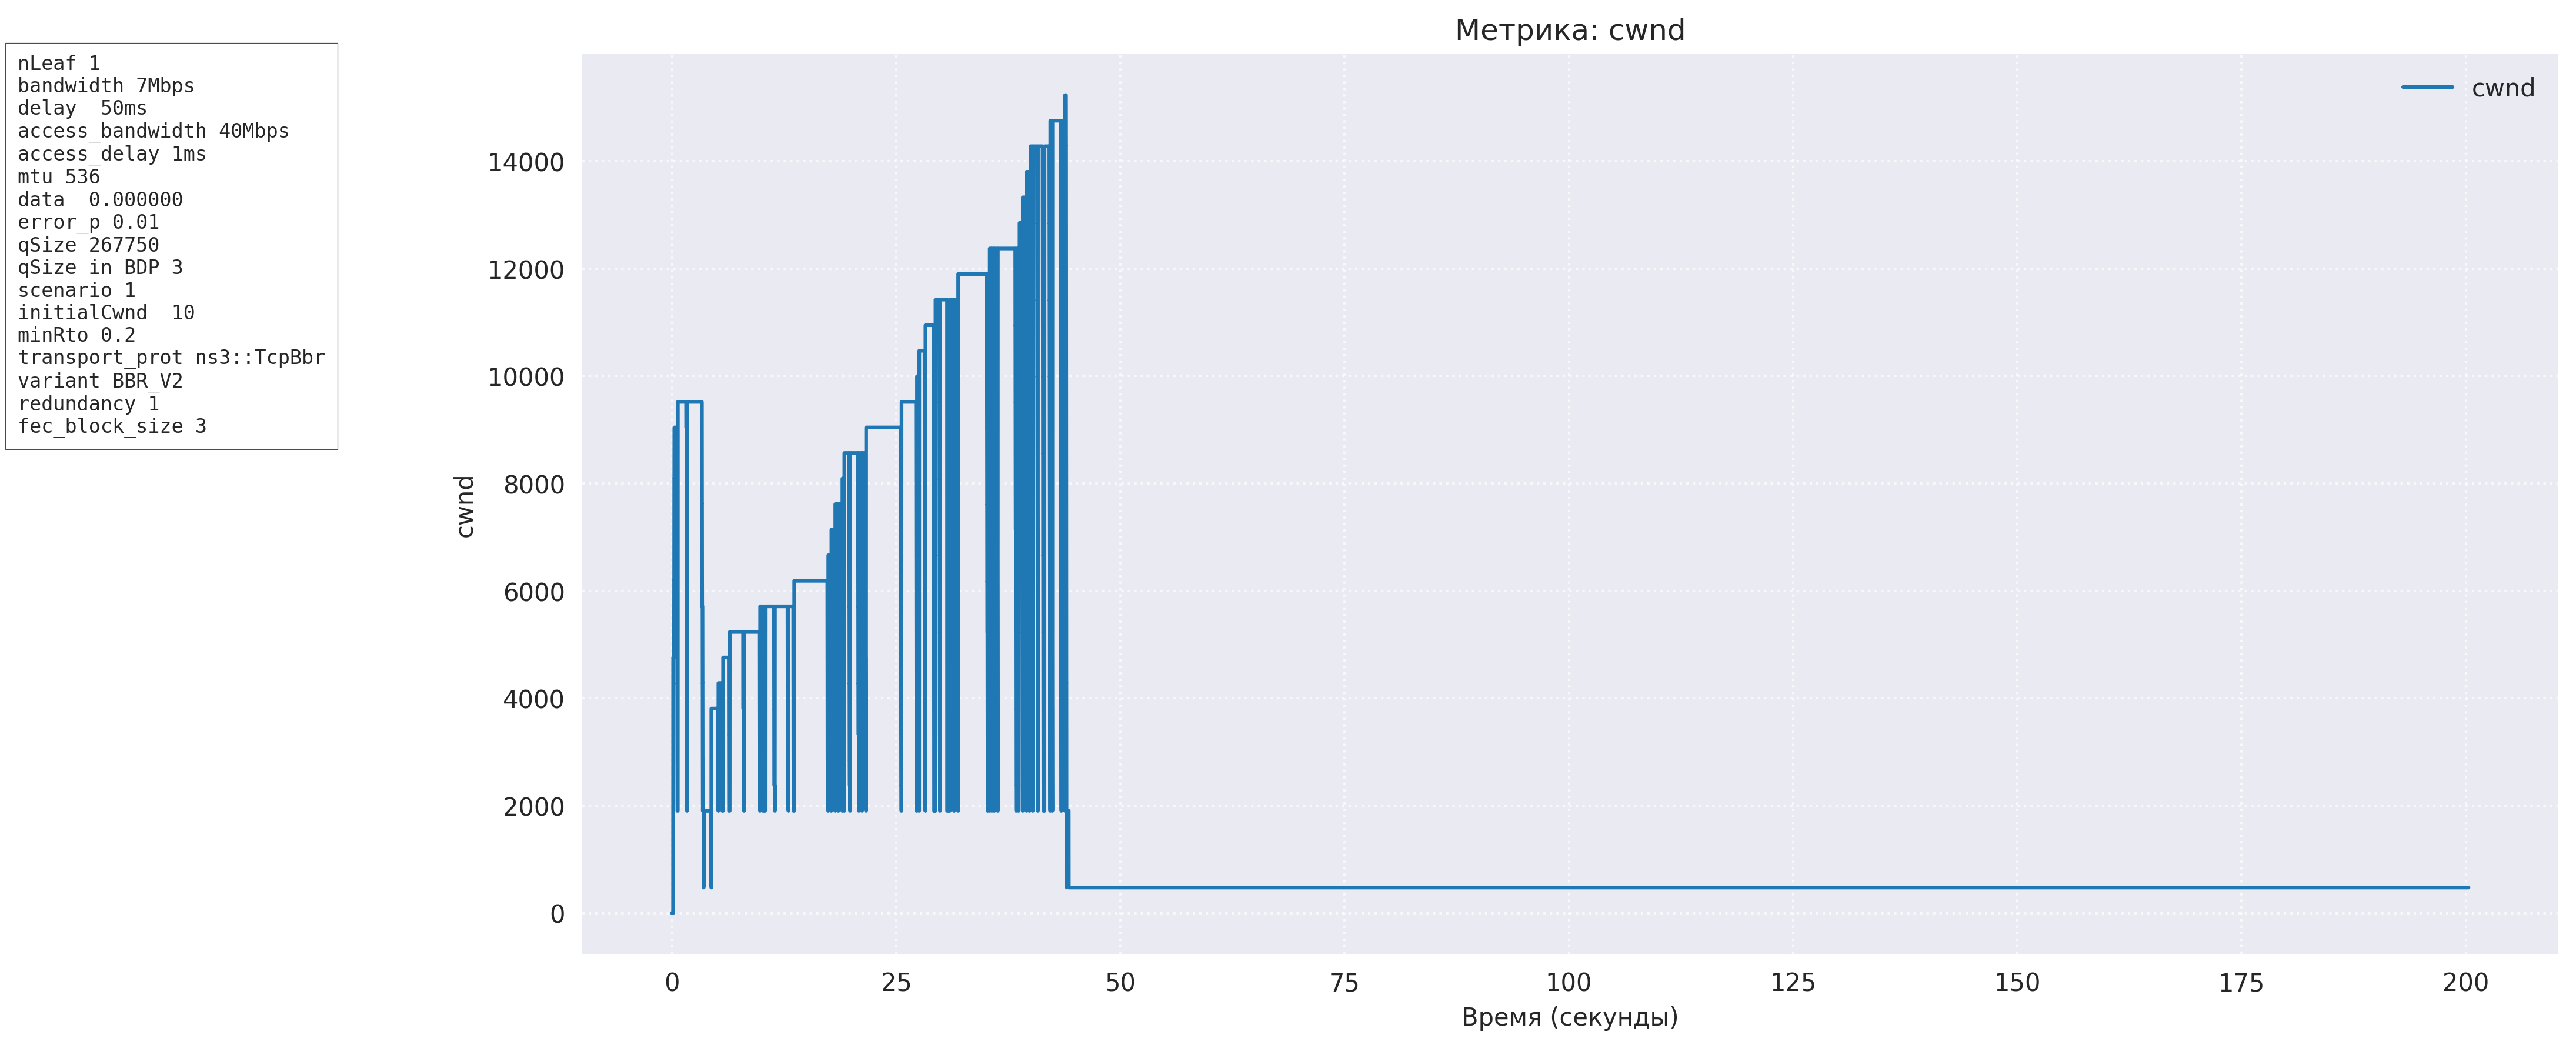 Метрика: cwnd
nLeaf 1
bandwidth 7Mbps
delay  50ms
access_bandwidth 40Mbps
access_delay 1ms
mtu 536
data  0.000000
error_p 0.01
qSize 267750
qSize in BDP 3
scenario 1
initialCwnd  10
minRto 0.2
transport_prot ns3::TcpBbr
variant BBR_V2
redundancy 1
fec_block_size 3
cwnd
cwnd
14000
12000
10000
8000
6000
4000
2000
0
0 25 50 75 100 125 150 175 200
Время (секунды)